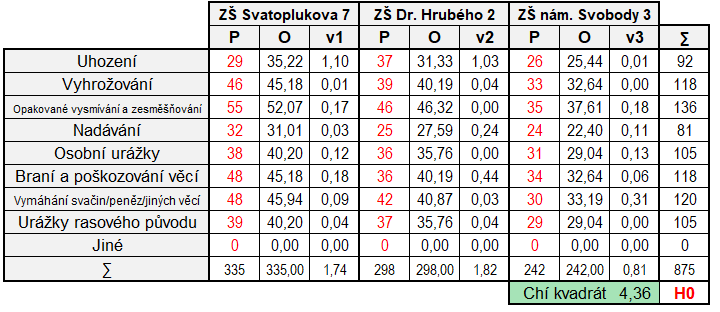 ZŠ Svatoplukova 7 ZŠ Dr. Hrubého 2 ZŠ nám. Svobody 3
P O v1 P O v2 P O v3 ∑
Uhození 29 35,22 1,10 37 31,33 1,03 26 25,44 0,01 92
Vyhrožování 46 45,18 0,01 39 40,19 0,04 33 32,64 0,00 118
Opakované vysmívání a zesměšňování 55 52,07 0,17 46 46,32 0,00 35 37,61 0,18 136
Nadávání 32 31,01 0,03 25 27,59 0,24 24 22,40 0,11 81
Osobní urážky 38 40,20 0,12 36 35,76 0,00 31 29,04 0,13 105
Braní a poškozování věcí 48 45,18 0,18 36 40,19 0,44 34 32,64 0,06 118
Vymáhání svačin/peněz/jiných věcí 48 45,94 0,09 42 40,87 0,03 30 33,19 0,31 120
Urážky rasového původu 39 40,20 0,04 37 35,76 0,04 29 29,04 0,00 105
Jiné 0 0,00 0,00 0 0,00 0,00 0 0,00 0,00 0
∑ 335 335,00 1,74 298 298,00 1,82 242 242,00 0,81 875
Chí kvadrát 4,36 H0